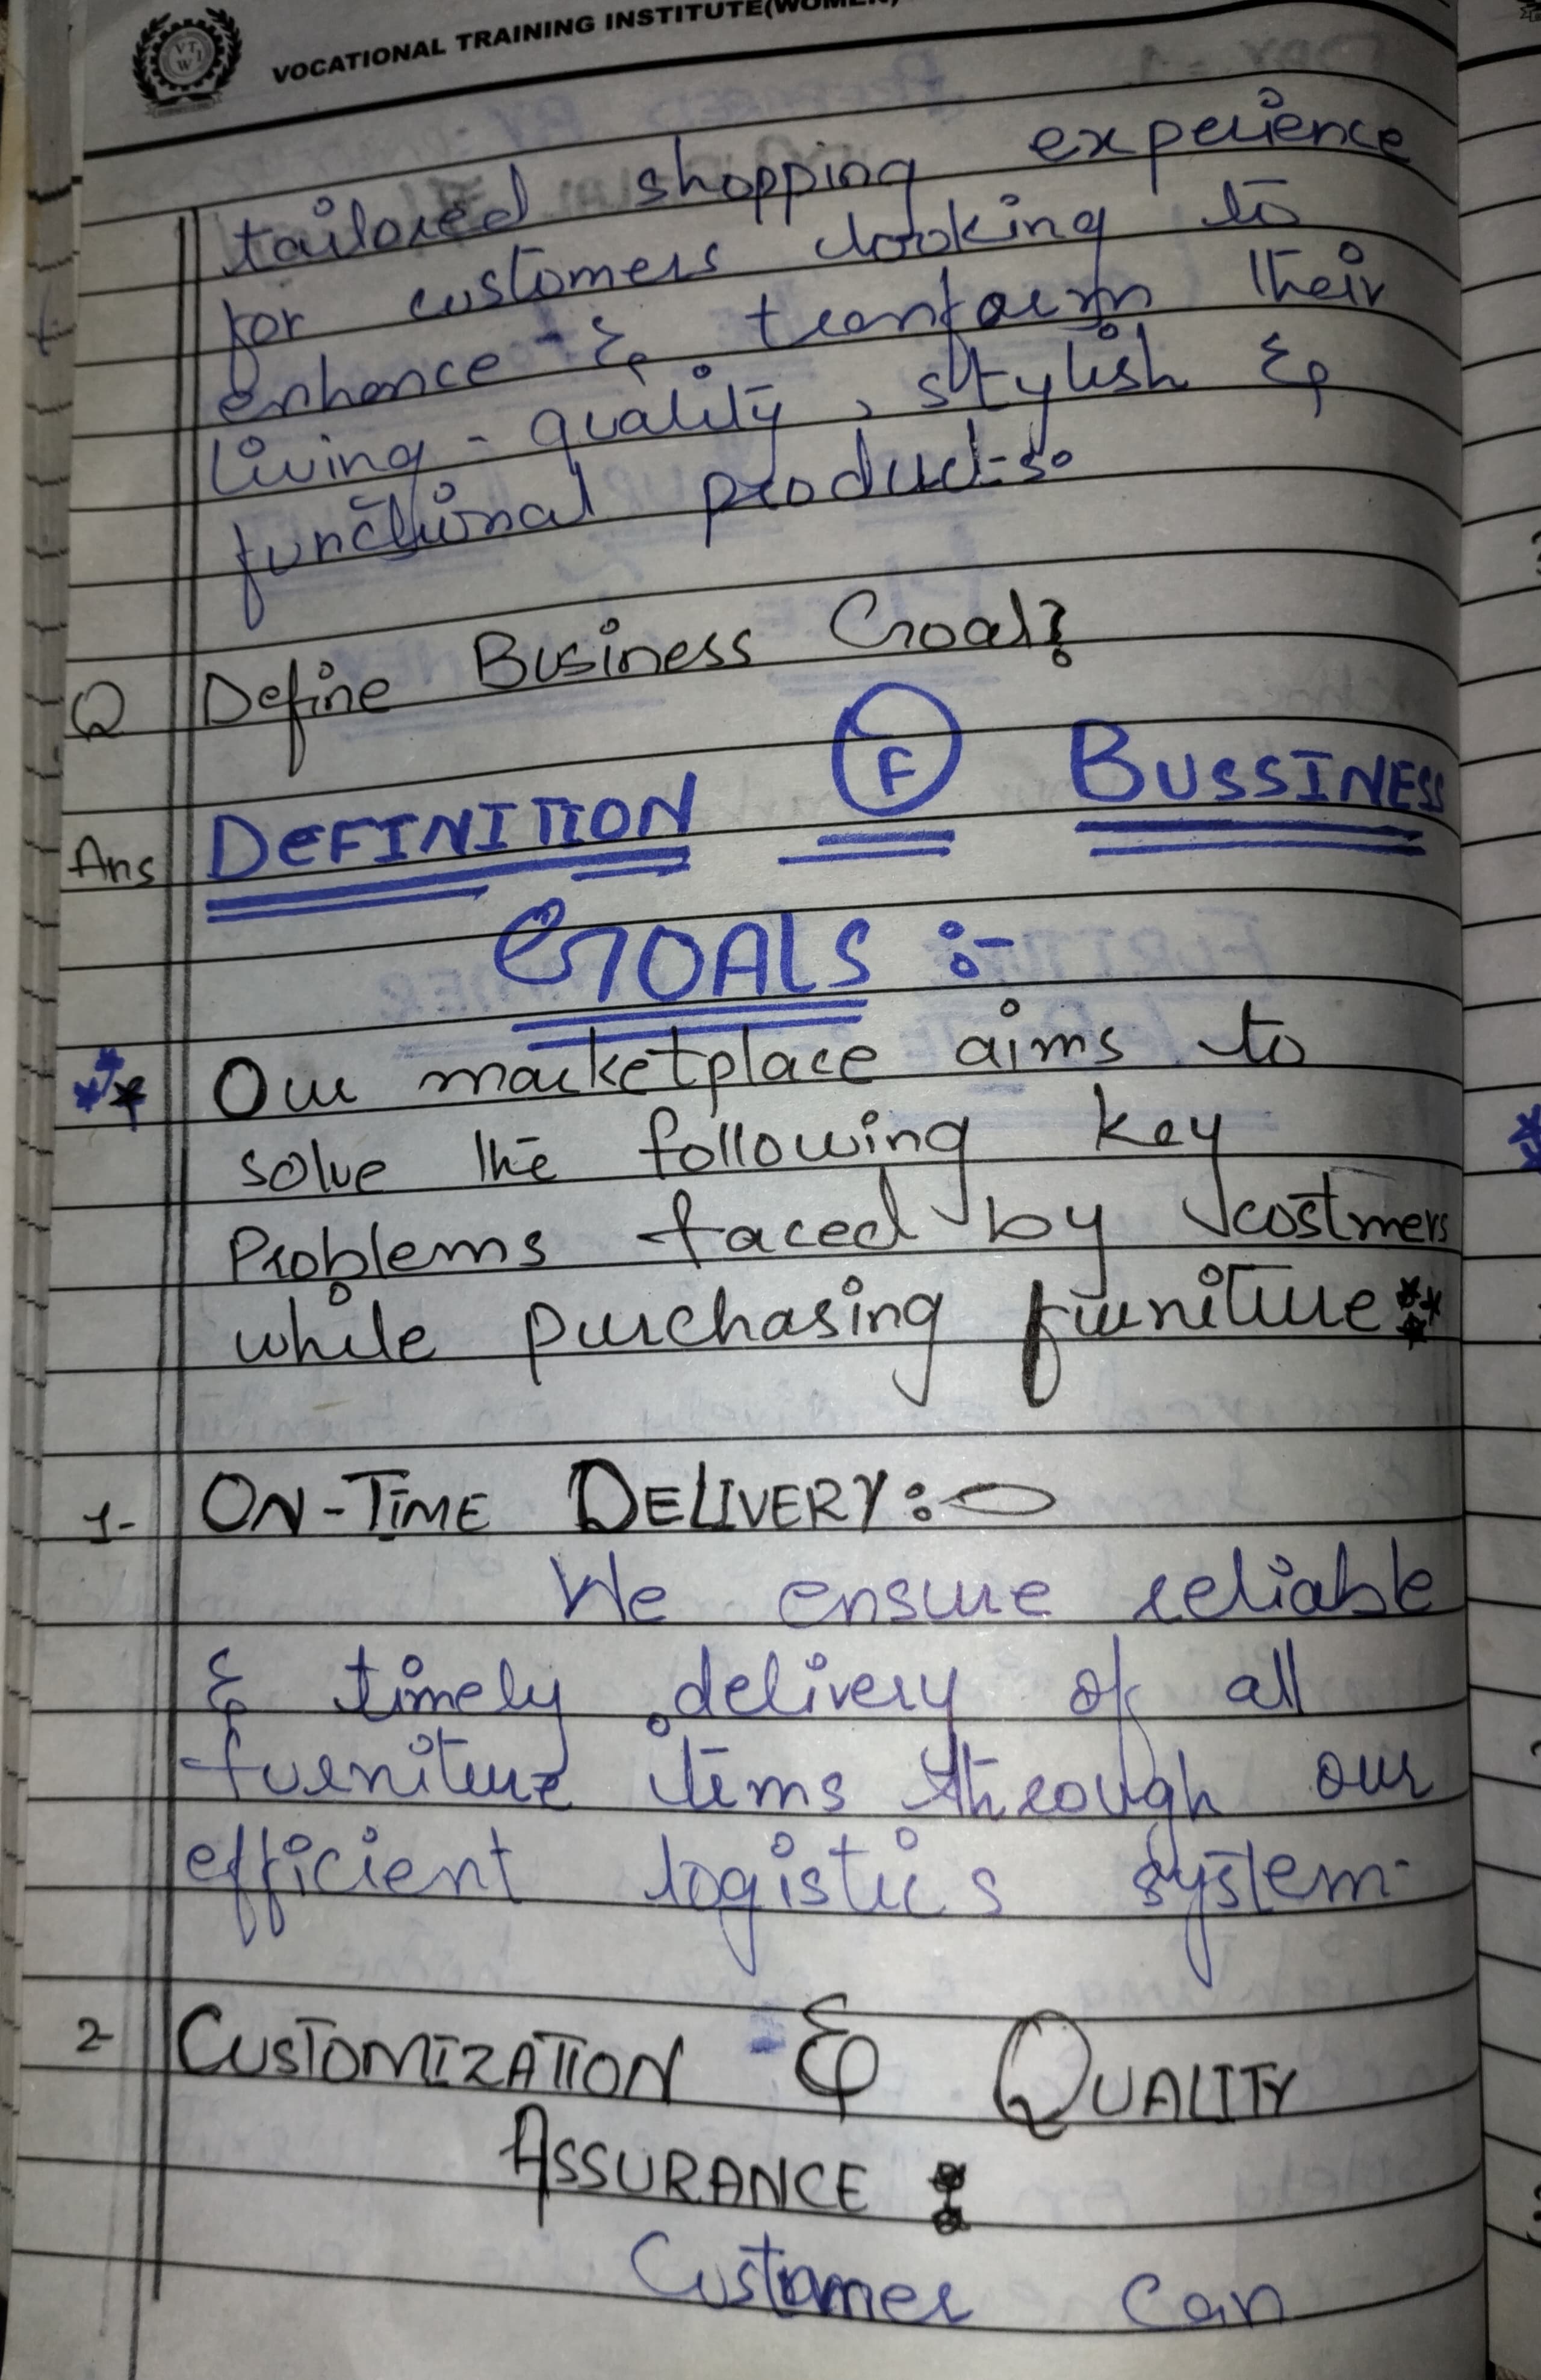 VOCATIONAL TRAINING INSTITUTE(WOMEN)
tailored shopping experience
for customers looking to
enhance & tranform their
living - quality, stylish &
functional products.
Q Define Business Goal?
Ans DEFINITION OF BUSSINESS
GOALS :-
Our marketplace aims to
solve the following key
Problems faced by costmers
while purchasing furniture:
1- ON-TIME DELIVERY:
We ensure reliable
& timely delivery of all
furniture items through our
efficient logistics system.
2- CUSTOMIZATION & QUALITY
ASSURANCE :
Customer can